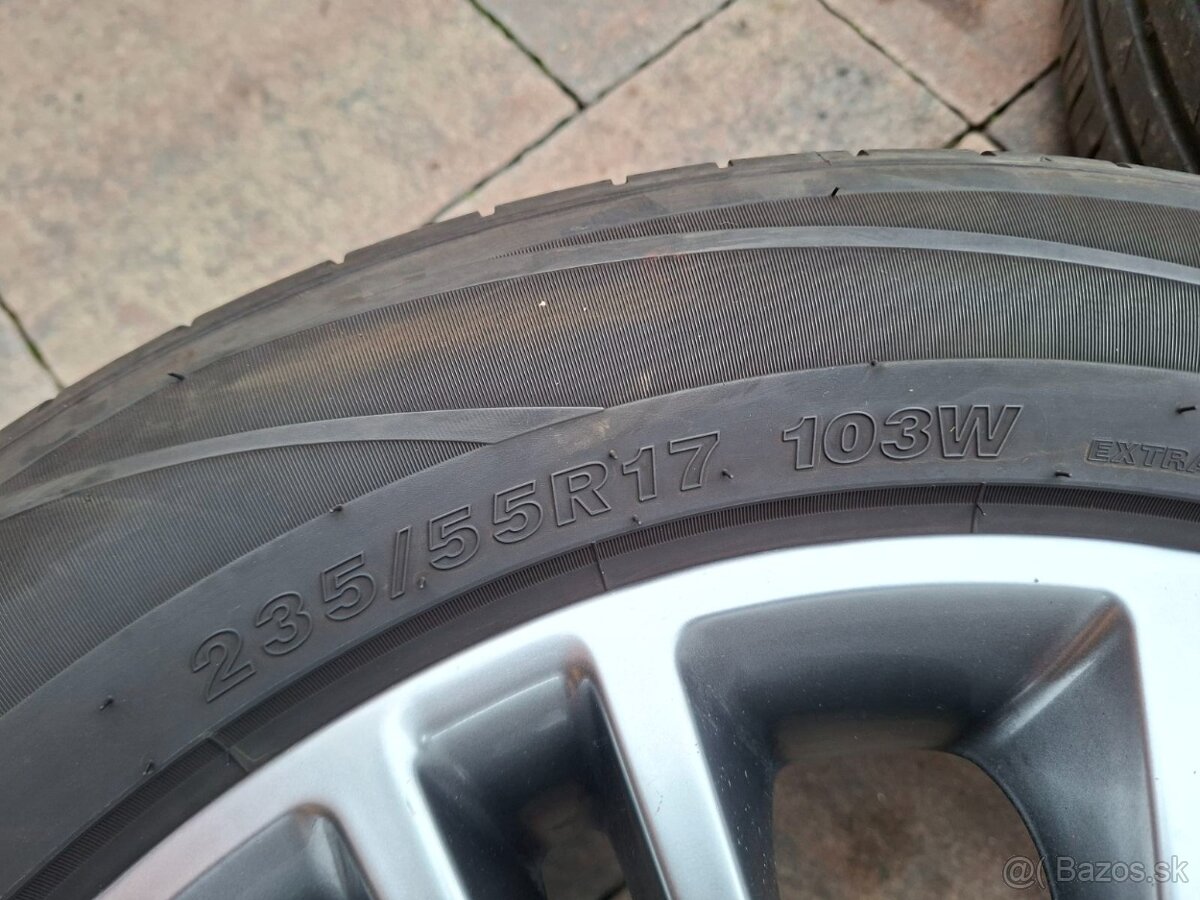 235/55R17 103W EXTRA
@( Bazos.sk